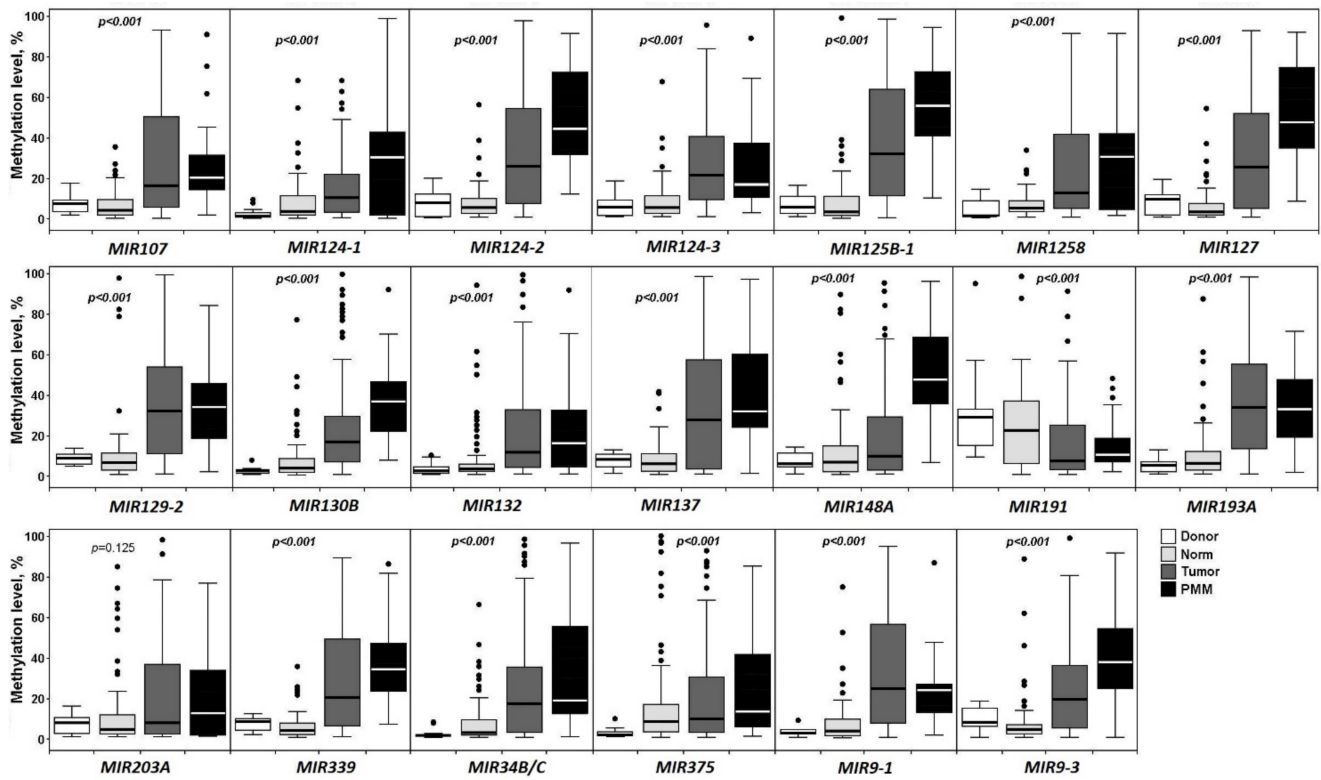 p<0.001 p<0.001 p<0.001 p<0.001 p<0.001 p<0.001 p<0.001
Methylation level, %
100
80
60
40
20
0
MIR107 MIR124-1 MIR124-2 MIR124-3 MIR125B-1 MIR1258 MIR127
p<0.001 p<0.001 p<0.001 p<0.001 p<0.001 p<0.001 p<0.001
Methylation level, %
100
80
60
40
20
0
MIR129-2 MIR130B MIR132 MIR137 MIR148A MIR191 MIR193A
p=0.125 p<0.001 p<0.001 p<0.001 p<0.001 p<0.001
Methylation level, %
100
80
60
40
20
0
MIR203A MIR339 MIR34B/C MIR375 MIR9-1 MIR9-3
Donor
Norm
Tumor
PMM